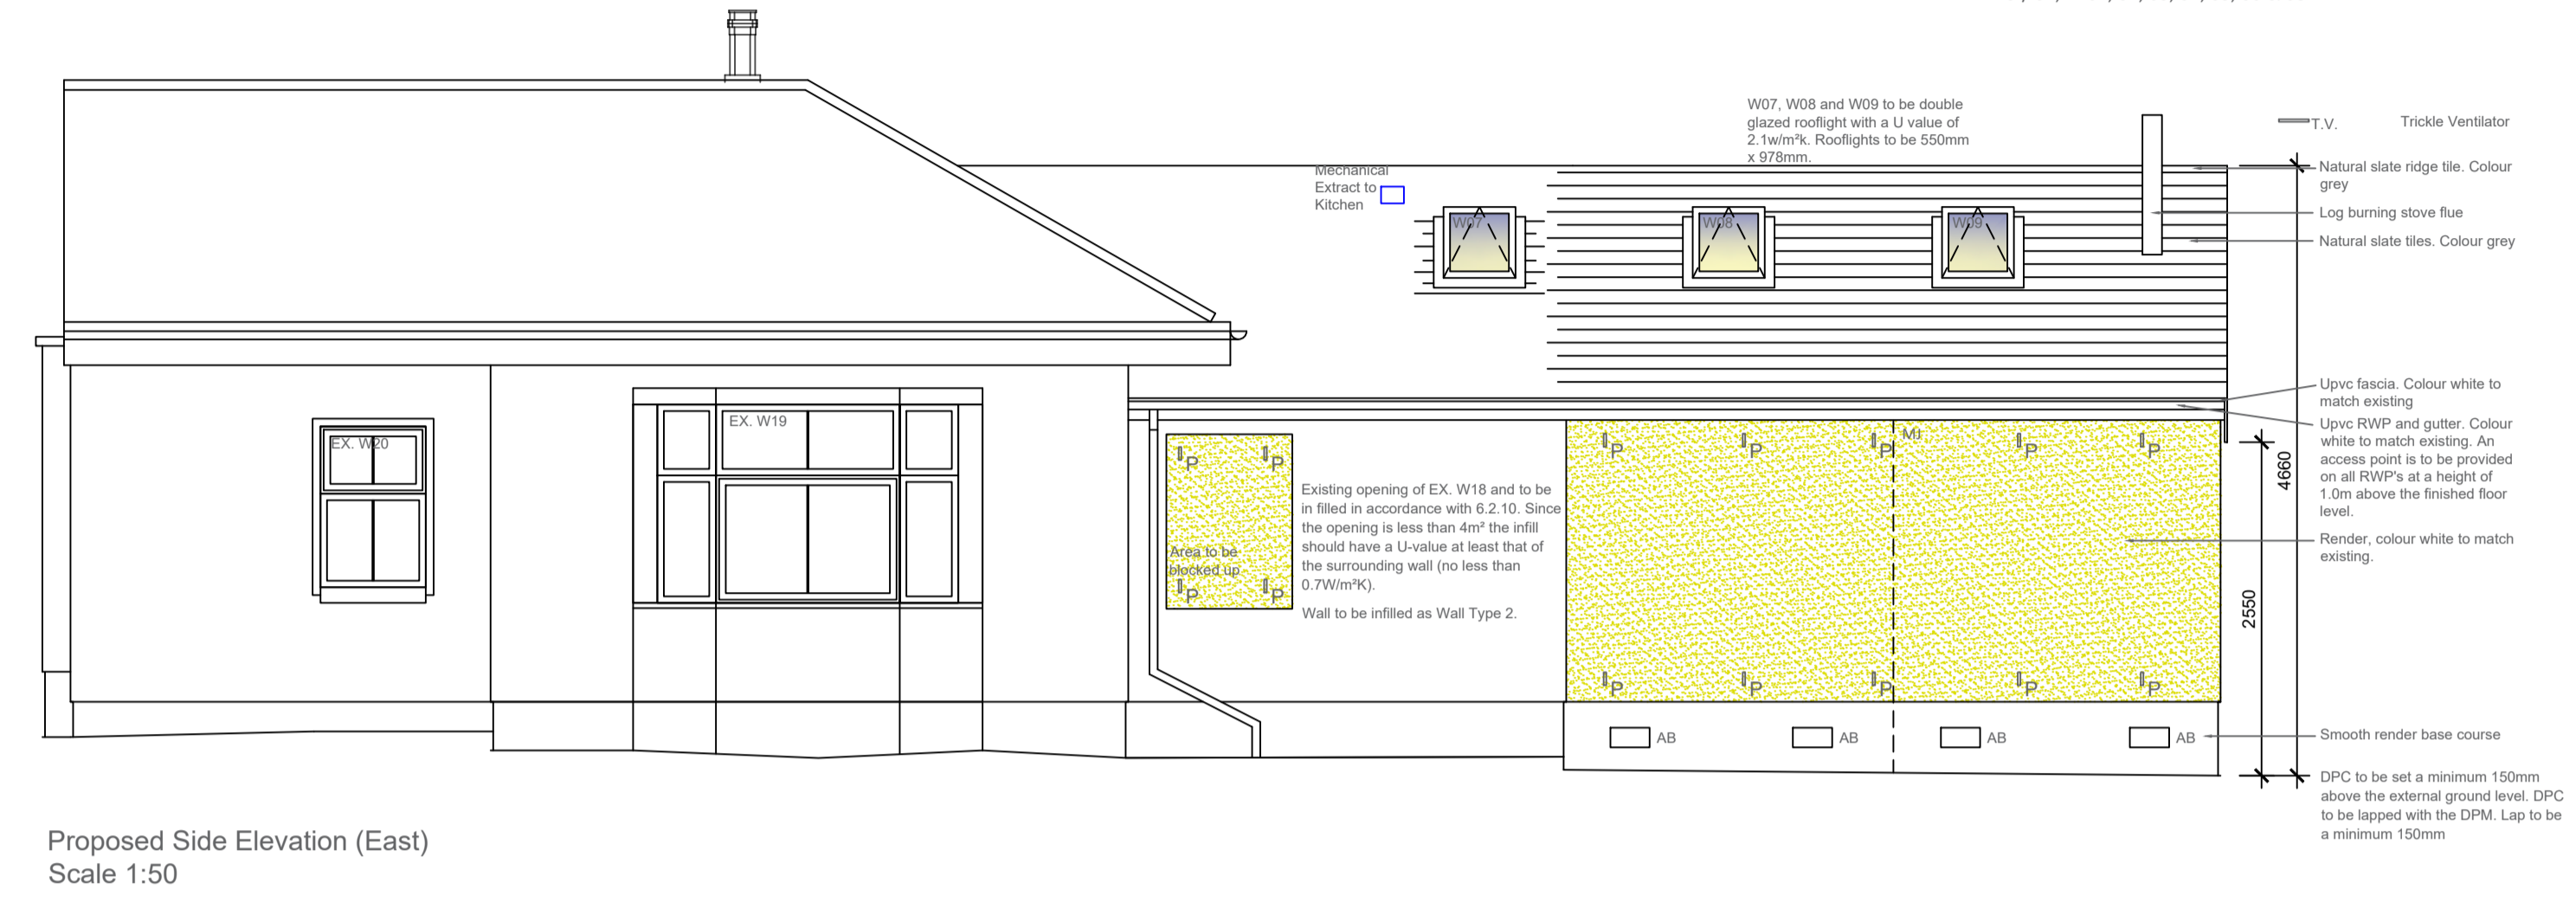 W07, W08 and W09 to be double
glazed rooflight with a U value of
2.1w/m²k. Rooflights to be 550mm
x 978mm.
T.V.
Trickle Ventilator
Mechanical
Extract to
Kitchen
Natural slate ridge tile. Colour
grey
Log burning stove flue
W07
W08
W09
Natural slate tiles. Colour grey
Upvc fascia. Colour white to
match existing
Upvc RWP and gutter. Colour
white to match existing. An
access point is to be provided
on all RWP's at a height of
1.0m above the finished floor
level.
EX. W20
EX. W19
P
P
P
P
P
MJ
P
P
4660
2550
Existing opening of EX. W18 and to be
in filled in accordance with 6.2.10. Since
the opening is less than 4m² the infill
should have a U-value at least that of
the surrounding wall (no less than
0.7W/m²K).
Wall to be infilled as Wall Type 2.
Area to be
blocked up
P
P
Render, colour white to match
existing.
P
P
P
P
P
AB
AB
AB
AB
Smooth render base course
DPC to be set a minimum 150mm
above the external ground level. DPC
to be lapped with the DPM. Lap to be
a minimum 150mm
Proposed Side Elevation (East)
Scale 1:50